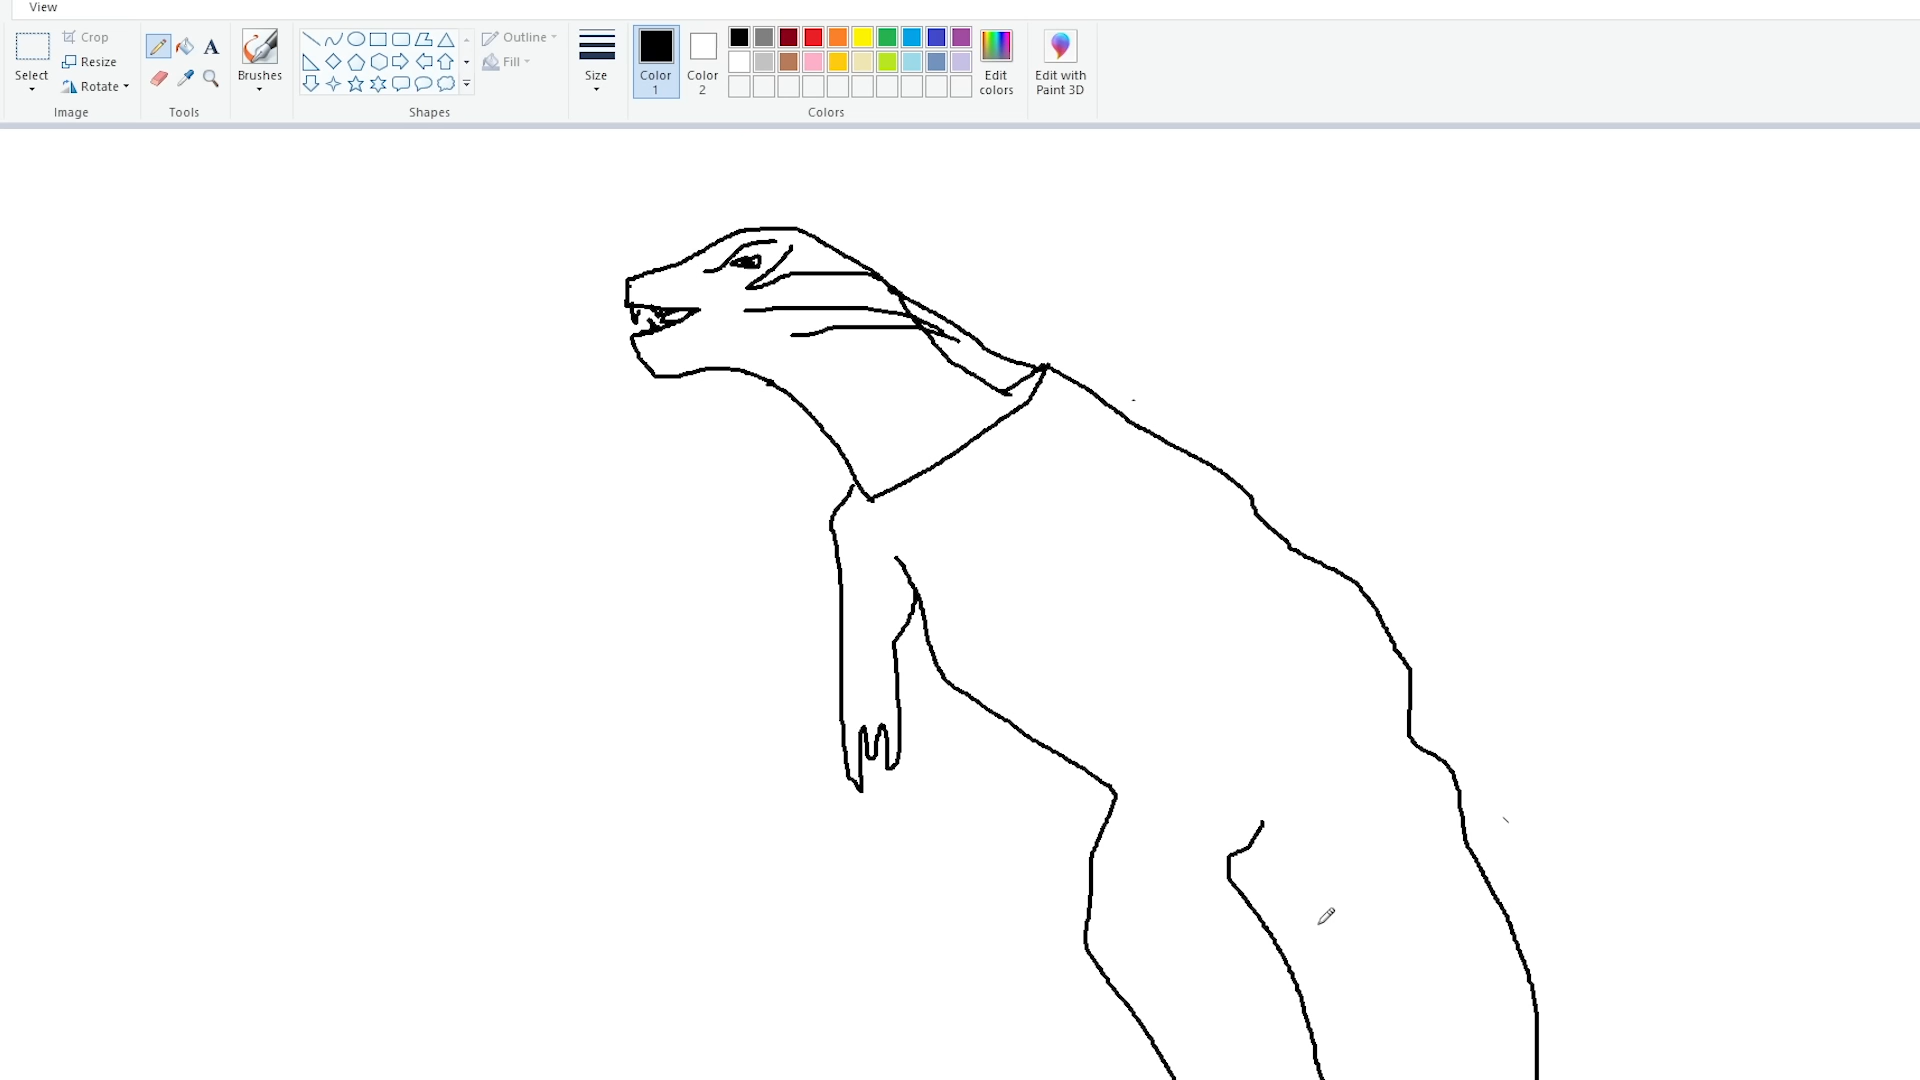 View
Crop
Resize
Rotate
Select
Image
A
Tools
Brushes
Shapes
Outline
Fill
Size
Color
1
Color
2
Colors
Edit
colors
Edit with
Paint 3D